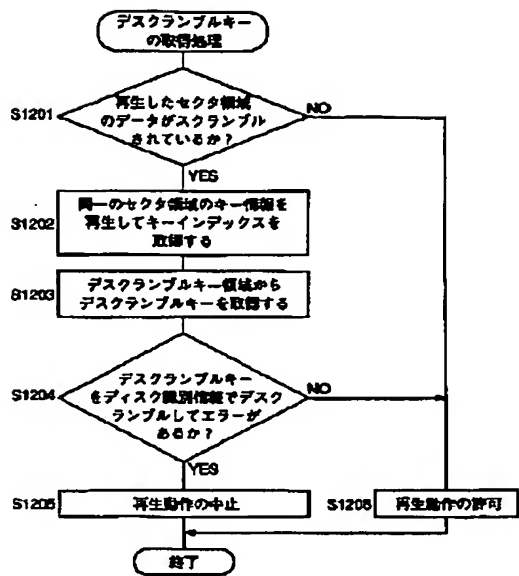 デスクランブルキー
の取得処理
S1201
再生したセクタ領域
のデータがスクランブル
されているか？
NO
YES
S1202
同一のセクタ領域のキー情報を
再生してキーインデックスを
取得する
S1203
デスクランブルキー領域から
デスクランブルキーを取得する
S1204
デスクランブルキー
をディスク識別情報でデスク
ランブルしてエラーが
あるか？
NO
YES
S1205
再生動作の中止
S1206
再生動作の許可
終了